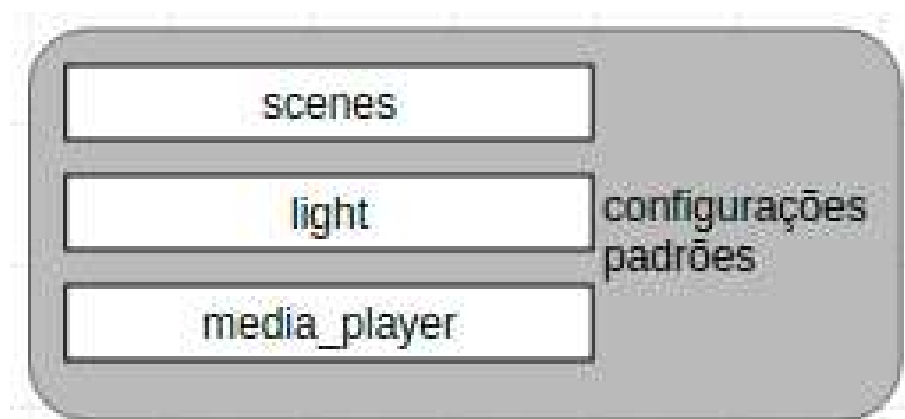 scenes
light
configurações
padrões
media_player